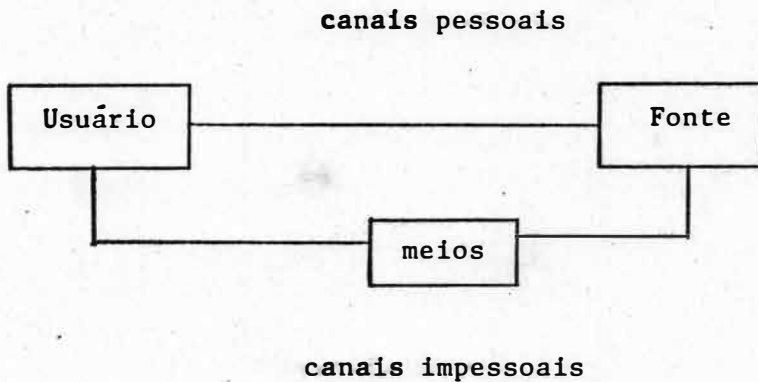 canais pessoais
Usuário
Fonte
meios
canais impessoais